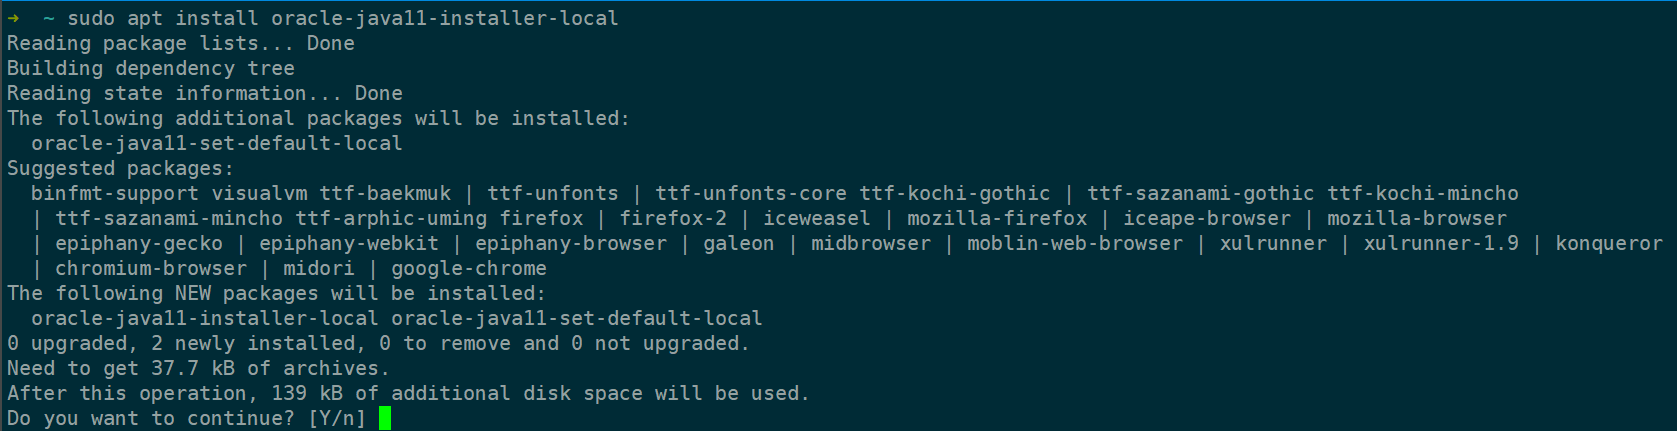 → ~ sudo apt install oracle-java11-installer-local
Reading package lists... Done
Building dependency tree
Reading state information... Done
The following additional packages will be installed:
  oracle-java11-set-default-local
Suggested packages:
  binfmt-support visualvm ttf-baekmuk | ttf-unfonts | ttf-unfonts-core ttf-kochi-gothic | ttf-sazanami-gothic ttf-kochi-mincho
  | ttf-sazanami-mincho ttf-arphic-uming firefox | firefox-2 | iceweasel | mozilla-firefox | iceape-browser | mozilla-browser
  | epiphany-gecko | epiphany-webkit | epiphany-browser | galeon | midbrowser | moblin-web-browser | xulrunner | xulrunner-1.9 | konqueror
  | chromium-browser | midori | google-chrome
The following NEW packages will be installed:
  oracle-java11-installer-local oracle-java11-set-default-local
0 upgraded, 2 newly installed, 0 to remove and 0 not upgraded.
Need to get 37.7 kB of archives.
After this operation, 139 kB of additional disk space will be used.
Do you want to continue? [Y/n]